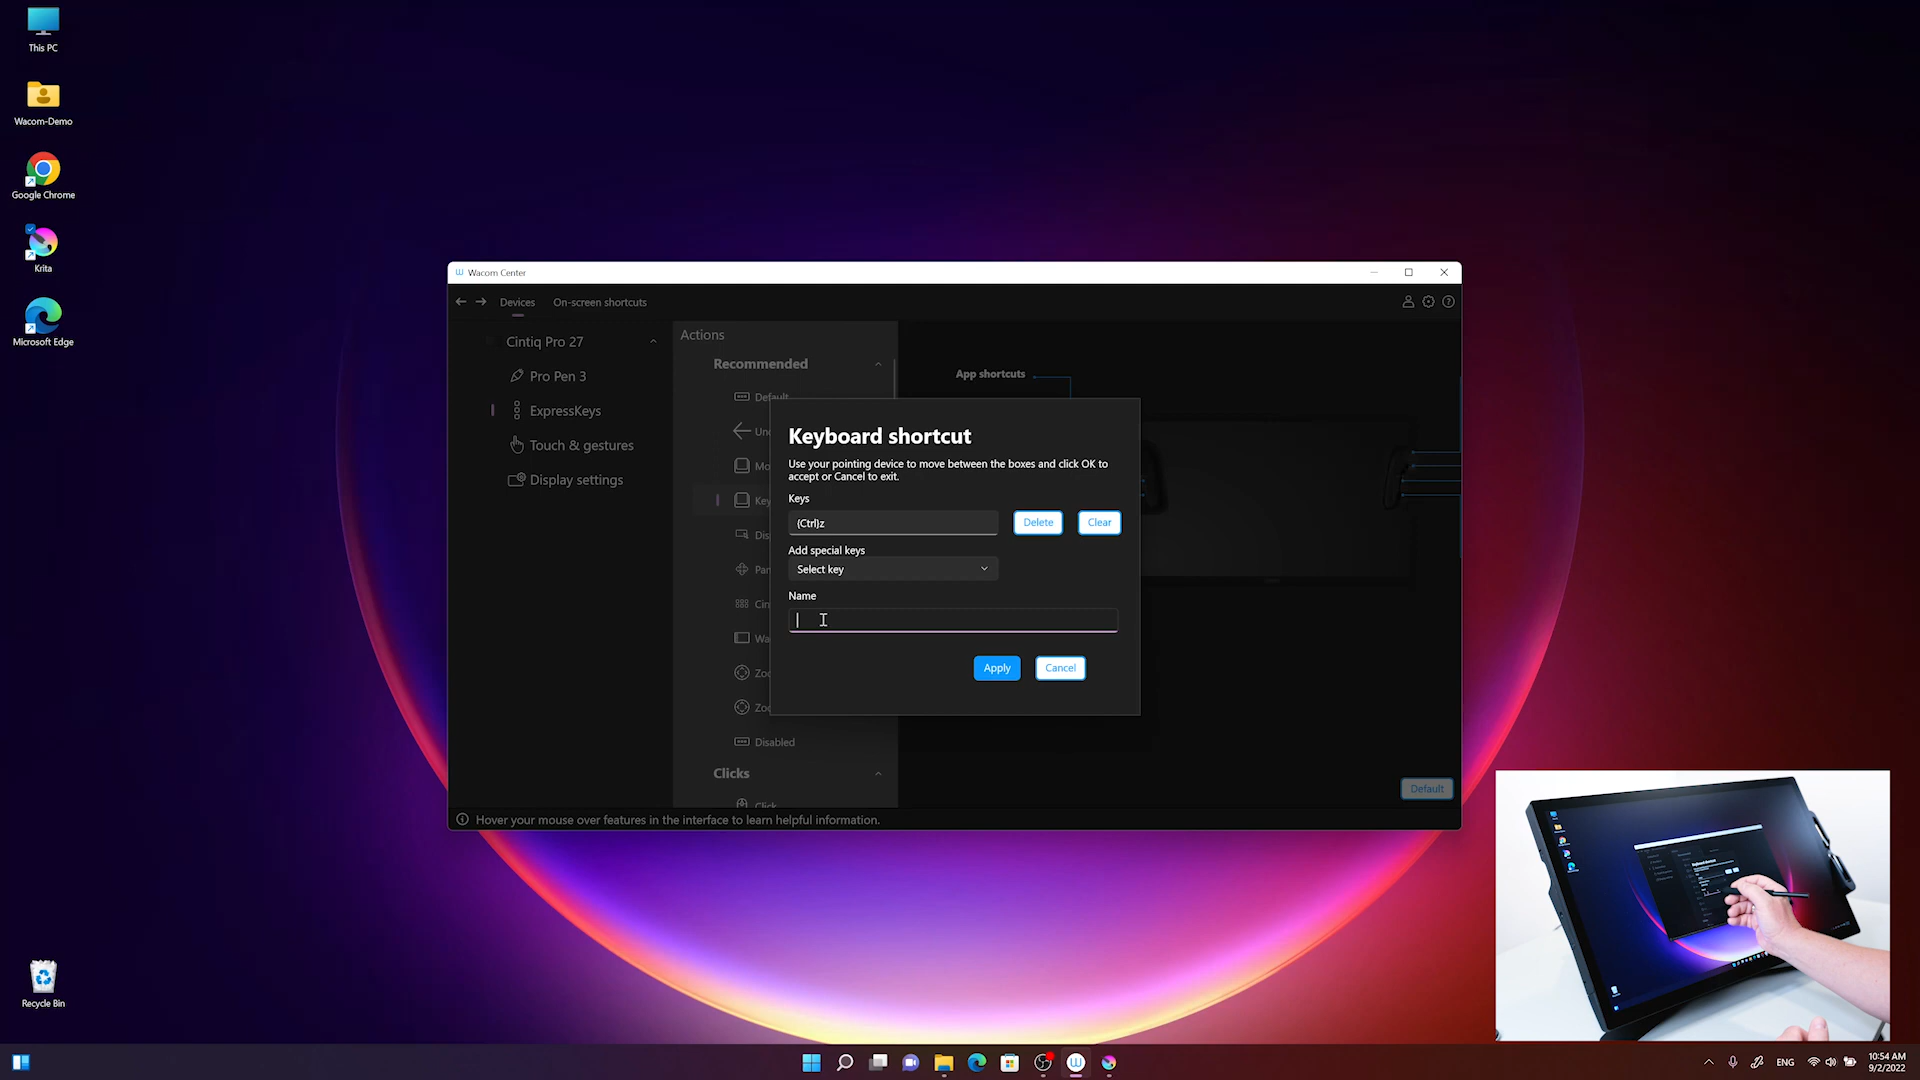 This PC
Wacom-Demo
Google Chrome
Krita
Microsoft Edge
Recycle Bin
Wacom Center
Devices
On-screen shortcuts
Cintiq Pro 27
Pro Pen 3
ExpressKeys
Touch & gestures
Display settings
Actions
Recommended
Default
Disabled
Clicks
Click
App shortcuts
Keyboard shortcut
Use your pointing device to move between the boxes and click OK to
accept or Cancel to exit.
Keys
{Ctrl}z
Delete
Clear
Add special keys
Select key
Name
Apply
Cancel
Default
Hover your mouse over features in the interface to learn helpful information.
ENG
10:54 AM
9/2/2022